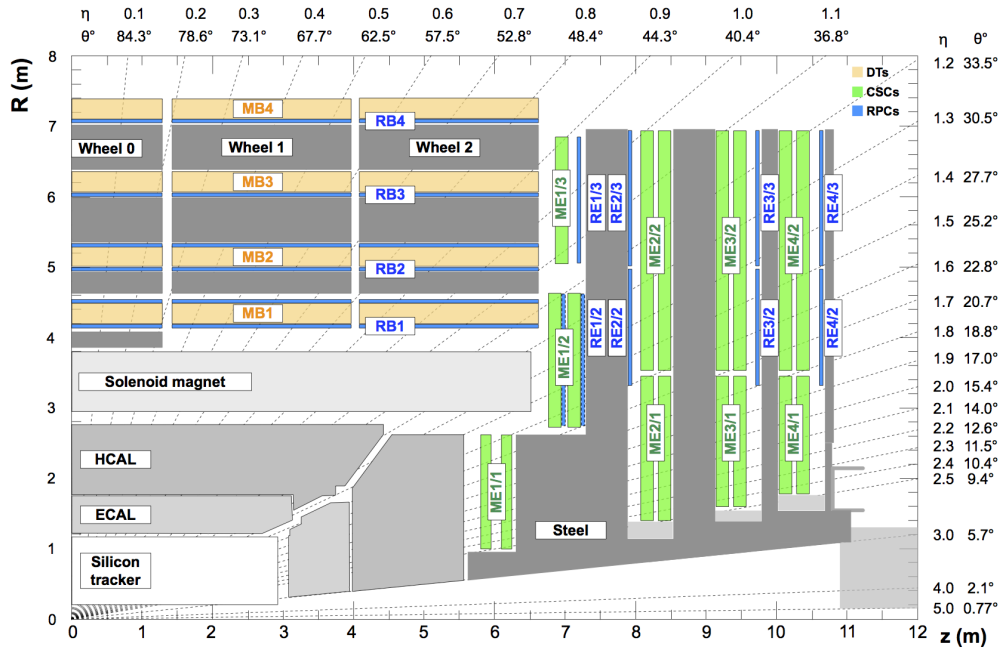 η 0.1 0.2 0.3 0.4 0.5 0.6 0.7 0.8 0.9 1.0 1.1
θ° 84.3° 78.6° 73.1° 67.7° 62.5° 57.5° 52.8° 48.4° 44.3° 40.4° 36.8° η θ°
R (m)
8
7
6
5
4
3
2
1
0
1.2 33.5°
1.3 30.5°
1.4 27.7°
1.5 25.2°
1.6 22.8°
1.7 20.7°
1.8 18.8°
1.9 17.0°
2.0 15.4°
2.1 14.0°
2.2 12.6°
2.3 11.5°
2.4 10.4°
2.5 9.4°
3.0 5.7°
4.0 2.1°
5.0 0.77°
DTs
CSCs
RPCs
MB4
RB4
Wheel 0 Wheel 1 Wheel 2
MB3
RB3
MB2
RB2
MB1
RB1
Solenoid magnet
HCAL
ECAL
Silicon
tracker
Steel
ME1/3
RE1/3
RE2/3
ME2/2
ME3/2
RE3/3
ME4/2
RE4/3
ME1/2
RE1/2
RE2/2
RE3/2
RE4/2
ME1/1
ME2/1
ME3/1
ME4/1
0 1 2 3 4 5 6 7 8 9 10 11 12
z (m)